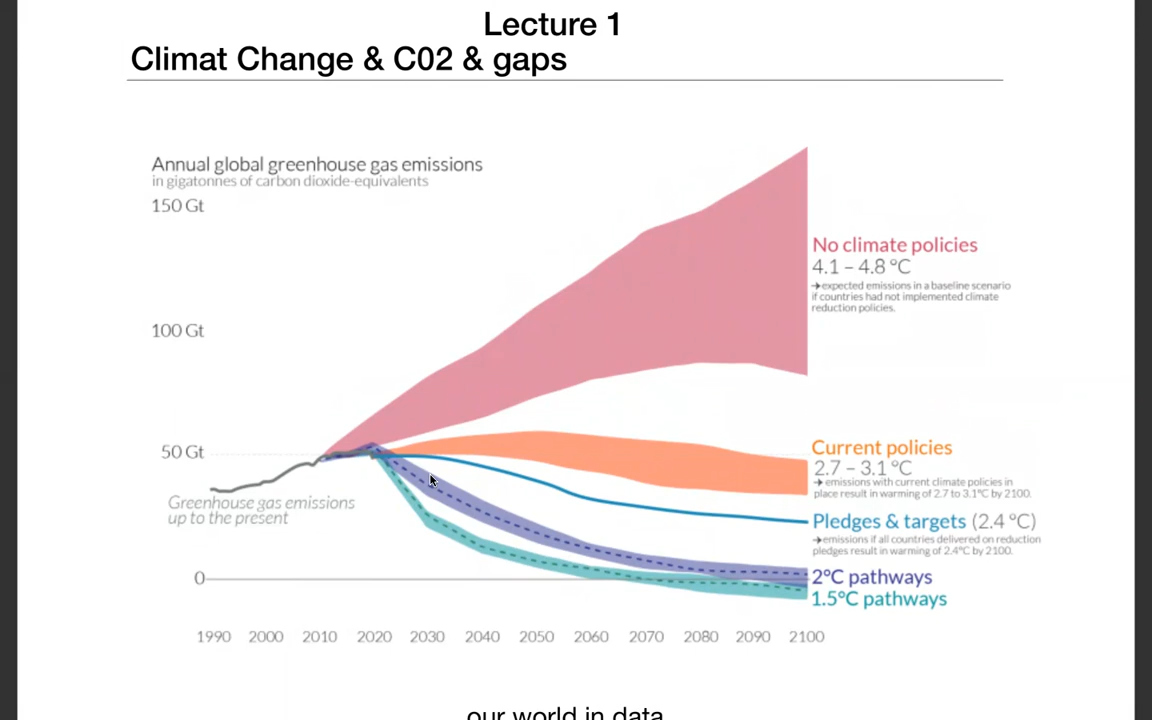 Lecture 1
Climat Change & C02 & gaps
Annual global greenhouse gas emissions
in gigatonnes of carbon dioxide-equivalents
150 Gt
100 Gt
50 Gt
0
Greenhouse gas emissions
up to the present
No climate policies
4.1 – 4.8 °C
➔expected emissions in a baseline scenario
if countries had not implemented climate
reduction policies.
Current policies
2.7 – 3.1 °C
➔ emissions with current climate policies in
place result in warming of 2.7 to 3.1°C by 2100.
Pledges & targets (2.4 °C)
➔emissions if all countries delivered on reduction
pledges result in warming of 2.4°C by 2100.
2°C pathways
1.5°C pathways
1990 2000 2010 2020 2030 2040 2050 2060 2070 2080 2090 2100
our world in data